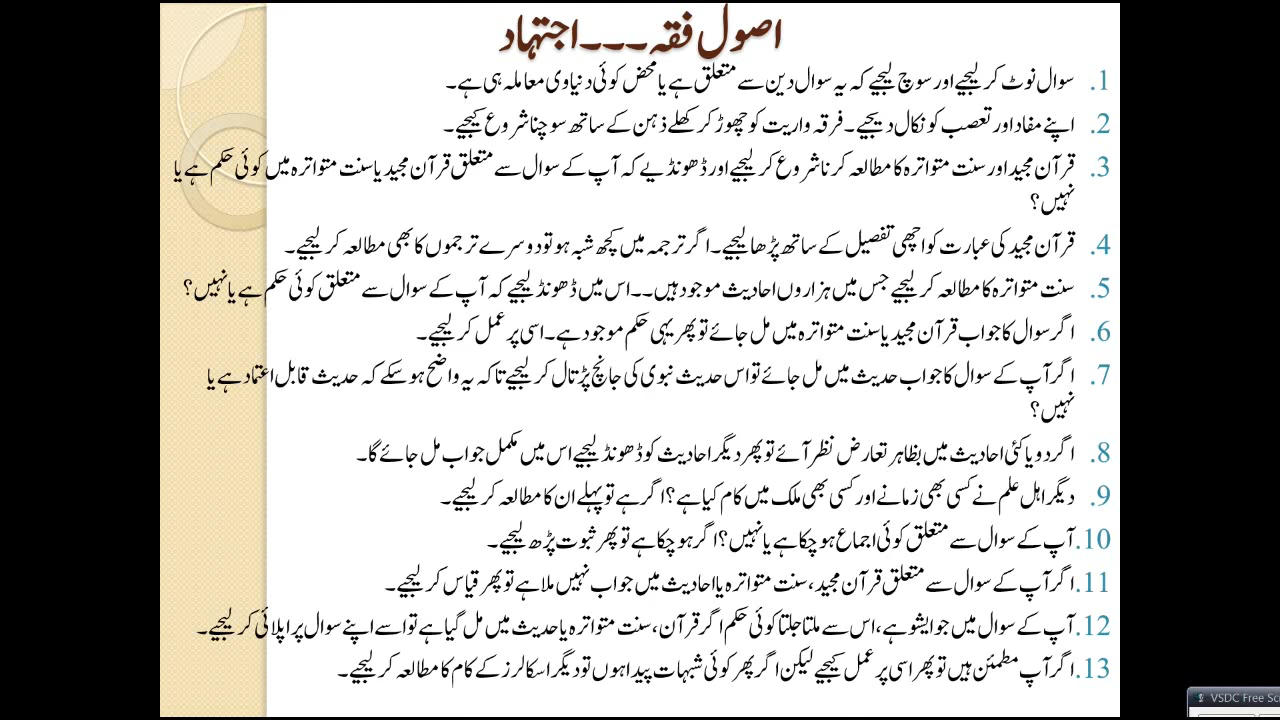 اصول فقہ۔۔۔اجتہاد
1. سوال نوٹ کر لیجیے اور سوچ لیجیے کہ یہ سوال دین سے متعلق ہے یا محض کوئی دنیاوی معاملہ ہی ہے۔
2. اپنے مفاد اور تعصب کو نکال دیجیے۔ فرقہ واریت کو چھوڑ کر کھلے ذہن کے ساتھ سوچنا شروع کیجیے۔
3. قرآن مجید اور سنت متواترہ کا مطالعہ کرنا شروع کر لیجیے اور ڈھونڈیے کہ آپ کے سوال سے متعلق قرآن مجید یا سنت متواترہ میں کوئی حکم ہے یا
نہیں؟
4. قرآن مجید کی عبارت کو اچھی تفصیل کے ساتھ پڑھا لیجیے۔ اگر ترجمہ میں کچھ شبہ ہو تو دوسرے ترجموں کا بھی مطالعہ کر لیجیے۔
5. سنت متواترہ کا مطالعہ کر لیجیے جس میں ہزاروں احادیث موجود ہیں۔۔ اس میں ڈھونڈ لیجیے کہ آپ کے سوال سے متعلق کوئی حکم ہے یا نہیں؟
6. اگر سوال کا جواب قرآن مجید یا سنت متواترہ میں مل جائے تو پھر یہی حکم موجود ہے۔ اسی پر عمل کر لیجیے۔
7. اگر آپ کے سوال کا جواب حدیث میں مل جائے تو اس حدیث نبوی کی جانچ پڑتال کر لیجیے تاکہ یہ واضح ہو سکے کہ حدیث قابل اعتماد ہے یا
نہیں؟
8. اگر دو یا کئی احادیث میں بظاہر تعارض نظر آئے تو پھر دیگر احادیث کو ڈھونڈ لیجیے اس میں مکمل جواب مل جائے گا۔
9. دیگر اہل علم نے کسی بھی زمانے اور کسی بھی ملک میں کام کیا ہے؟ اگر ہے تو پہلے ان کا مطالعہ کر لیجیے۔
10. آپ کے سوال سے متعلق کوئی اجماع ہو چکا ہے یا نہیں؟ اگر ہو چکا ہے تو پھر ثبوت پڑھ لیجیے۔
11. اگر آپ کے سوال سے متعلق قرآن مجید، سنت متواترہ یا احادیث میں جواب نہیں ملا ہے تو پھر قیاس کر لیجیے۔
12. آپ کے سوال میں جو ایشو ہے، اس سے ملتا جلتا کوئی حکم اگر قرآن، سنت متواترہ یا حدیث میں مل گیا ہے تو اسے اپنے سوال پر اپلائی کر لیجیے۔
13. اگر آپ مطمئن ہیں تو پھر اسی پر عمل کیجیے لیکن اگر پھر کوئی شبہات پیدا ہوں تو دیگر اسکالرز کے کام کا مطالعہ کر لیجیے۔
VSDC Free